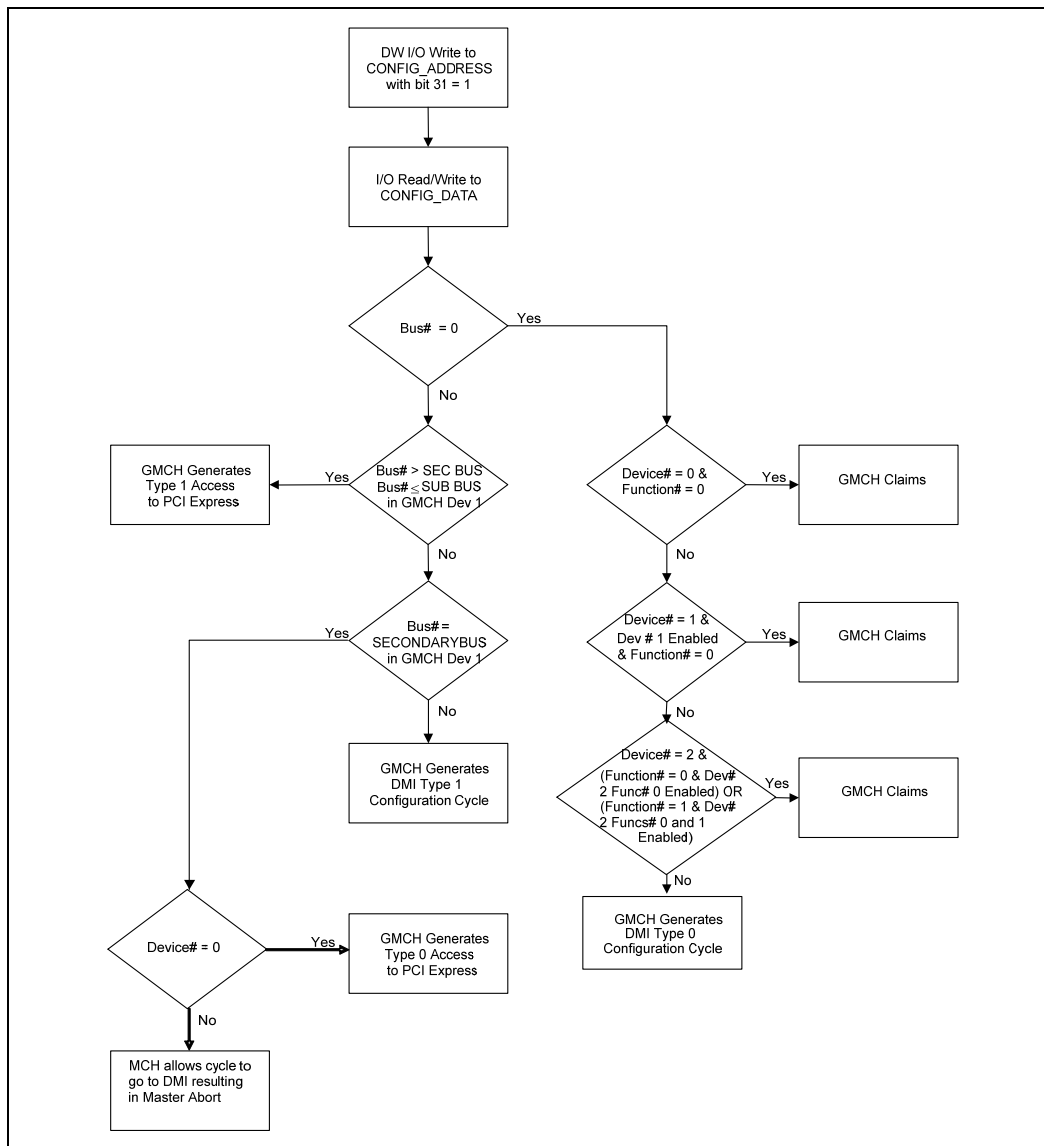 DW I/O Write to
CONFIG_ADDRESS
with bit 31 = 1
I/O Read/Write to
CONFIG_DATA
Bus# = 0
Yes
No
GMCH Generates
Type 1 Access
to PCI Express
Yes
Bus# > SEC BUS
Bus# ≤ SUB BUS
in GMCH Dev 1
No
Device# = 0 &
Function# = 0
Yes
GMCH Claims
No
Yes
Bus# =
SECONDARYBUS
in GMCH Dev 1
No
Device# = 1 &
Dev # 1 Enabled
& Function# = 0
Yes
GMCH Claims
No
GMCH Generates
DMI Type 1
Configuration Cycle
Device# = 2 &
(Function# = 0 & Dev#
2 Func# 0 Enabled) OR
(Function# = 1 & Dev#
2 Funcs# 0 and 1
Enabled)
Yes
GMCH Claims
No
Device# = 0
Yes
GMCH Generates
Type 0 Access
to PCI Express
GMCH Generates
DMI Type 0
Configuration Cycle
No
MCH allows cycle to
go to DMI resulting
in Master Abort